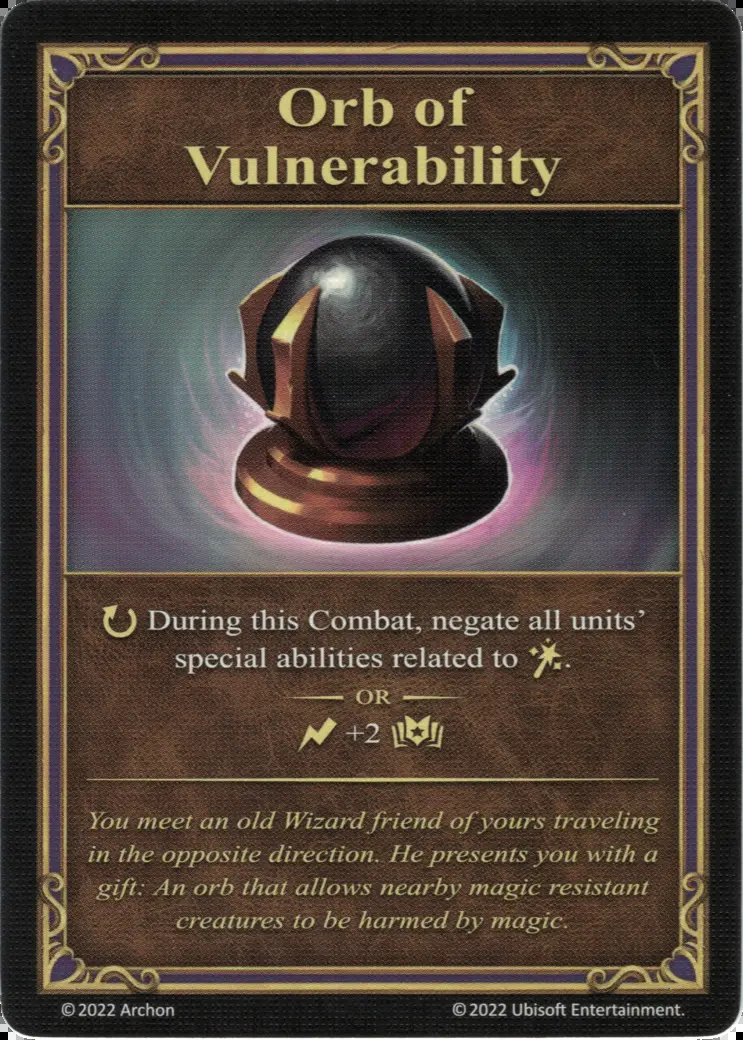 Orb of
Vulnerability
During this Combat, negate all units’
special abilities related to .
OR
+2
You meet an old Wizard friend of yours traveling
in the opposite direction. He presents you with a
gift: An orb that allows nearby magic resistant
creatures to be harmed by magic.
©2022 Archon
©2022 Ubisoft Entertainment.